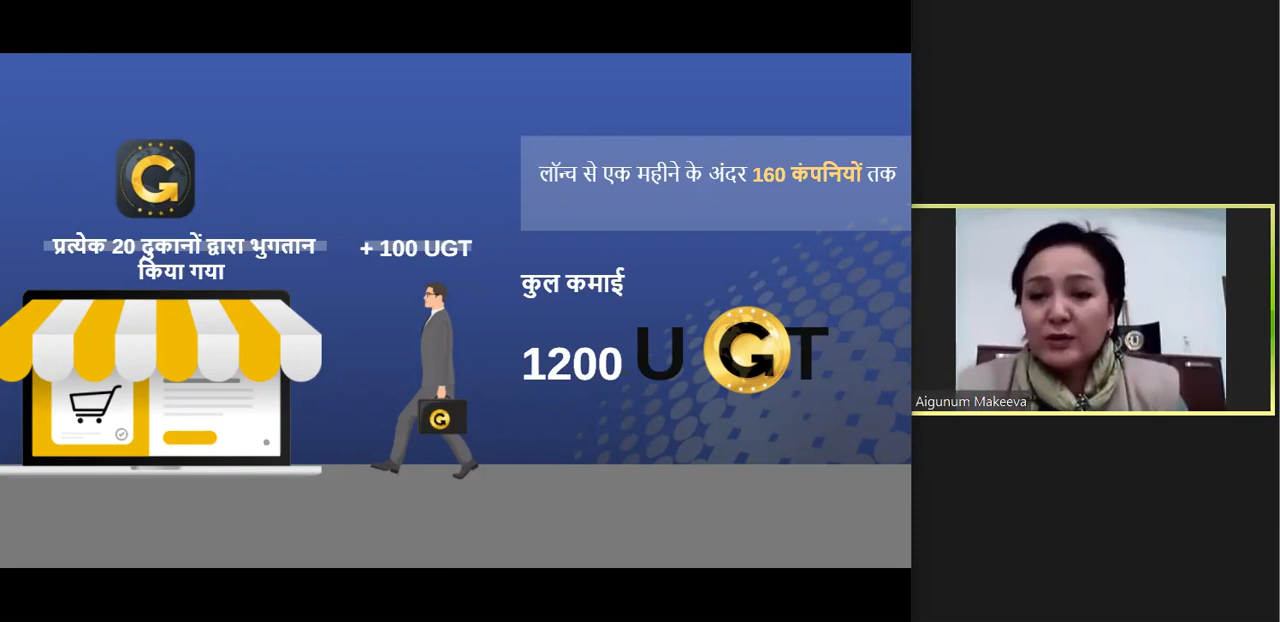 लॉन्च से एक महीने के अंदर 160 कंपनियों तक
प्रत्येक 20 दुकानों द्वारा भुगतान
किया गया
+ 100 UGT
कुल कमाई
1200 UGT
Aigunum Makeeva